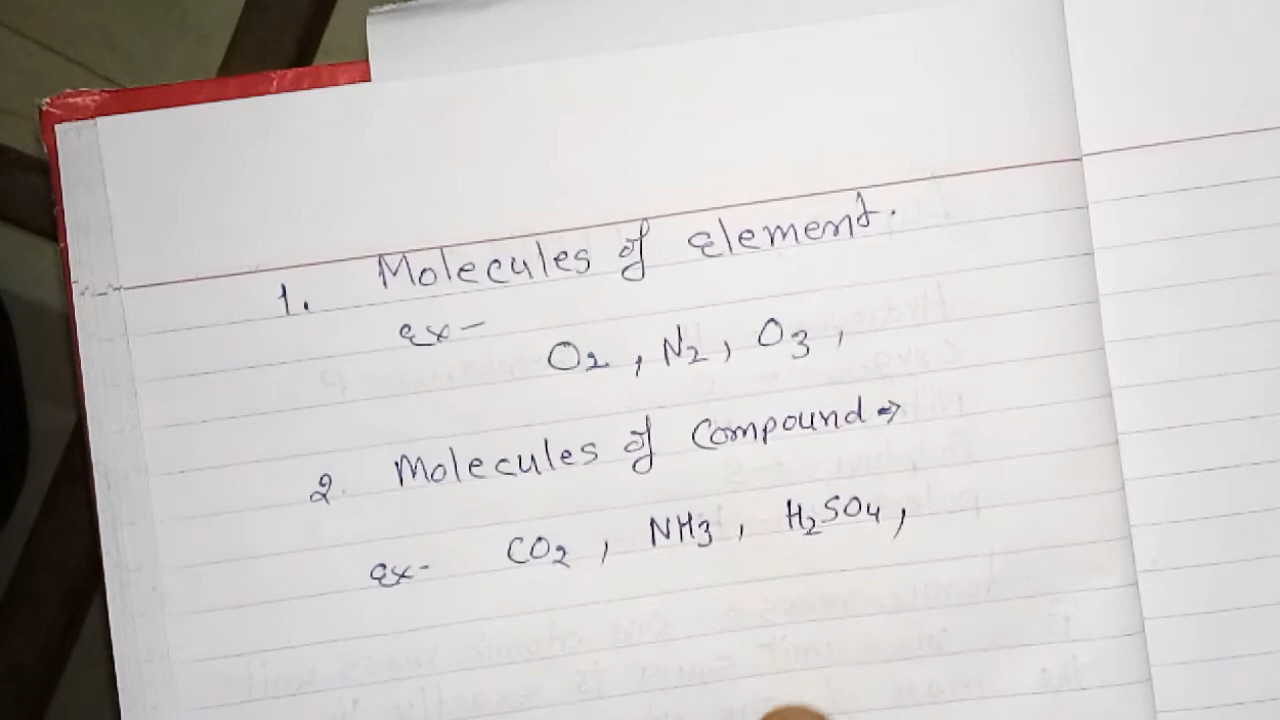 1. Molecules of Element.
Ex- O2, N2, O3,
2. Molecules of Compound →
Ex- CO2, NH3, H2SO4,